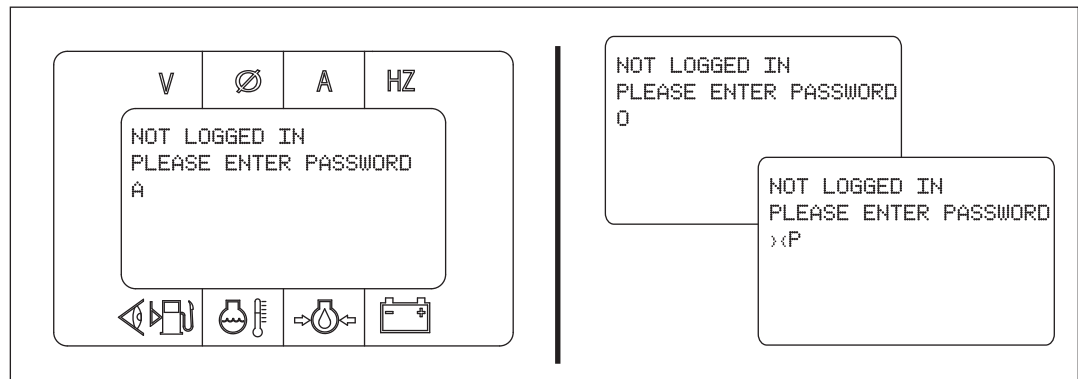 V Ø A HZ
NOT LOGGED IN
PLEASE ENTER PASSWORD
A
NOT LOGGED IN
PLEASE ENTER PASSWORD
O
NOT LOGGED IN
PLEASE ENTER PASSWORD
›‹P